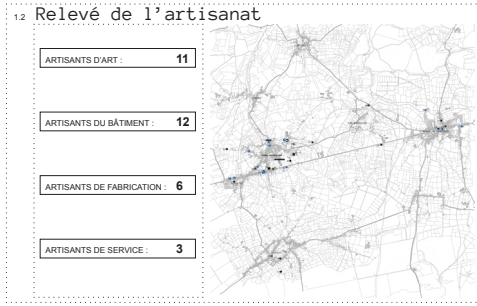 1.2 Relevé de l'artisanat
ARTISANTS D'ART : 11
ARTISANTS DU BÂTIMENT : 12
ARTISANTS DE FABRICATION : 6
ARTISANTS DE SERVICE : 3